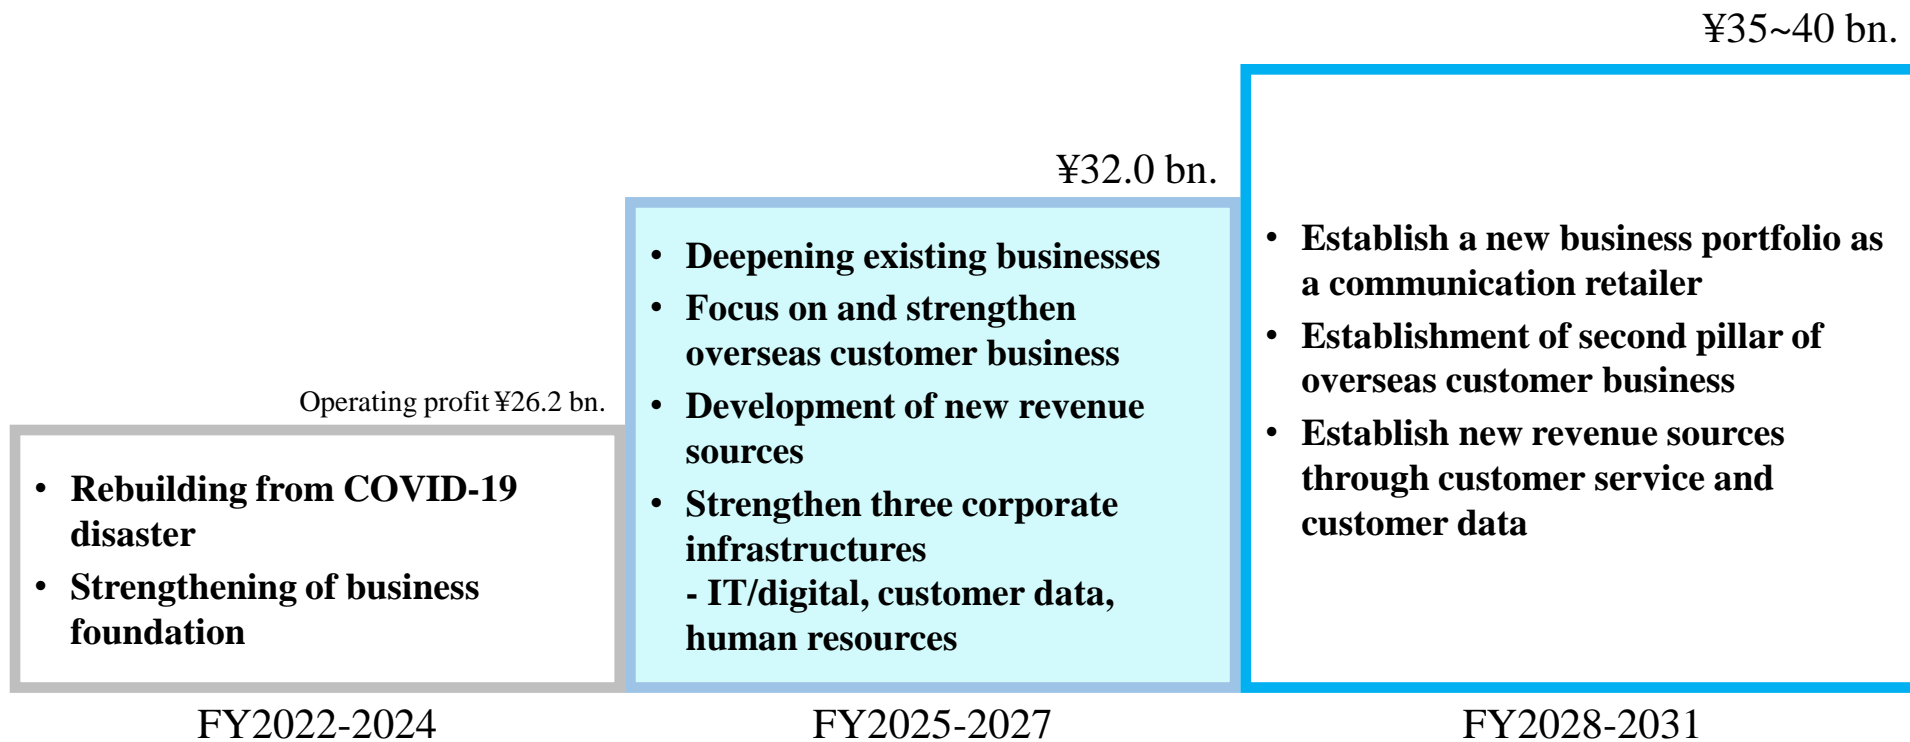 Operating profit ¥26.2 bn.
• Rebuilding from COVID-19
disaster
• Strengthening of business
foundation
FY2022-2024
¥32.0 bn.
• Deepening existing businesses
• Focus on and strengthen
overseas customer business
• Development of new revenue
sources
• Strengthen three corporate
infrastructures
- IT/digital, customer data,
human resources
FY2025-2027
¥35~40 bn.
• Establish a new business portfolio as
a communication retailer
• Establishment of second pillar of
overseas customer business
• Establish new revenue sources
through customer service and
customer data
FY2028-2031